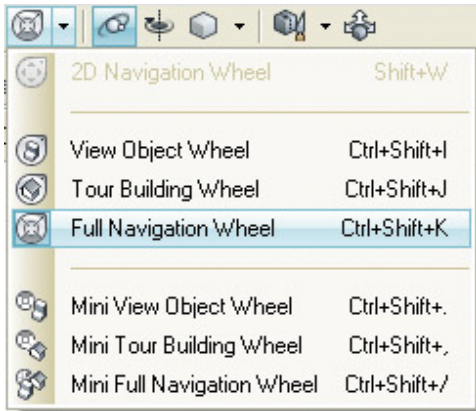 2D Navigation Wheel Shift+W
View Object Wheel Ctrl+Shift+I
Tour Building Wheel Ctrl+Shift+J
Full Navigation Wheel Ctrl+Shift+K
Mini View Object Wheel Ctrl+Shift+.
Mini Tour Building Wheel Ctrl+Shift+,
Mini Full Navigation Wheel Ctrl+Shift+/